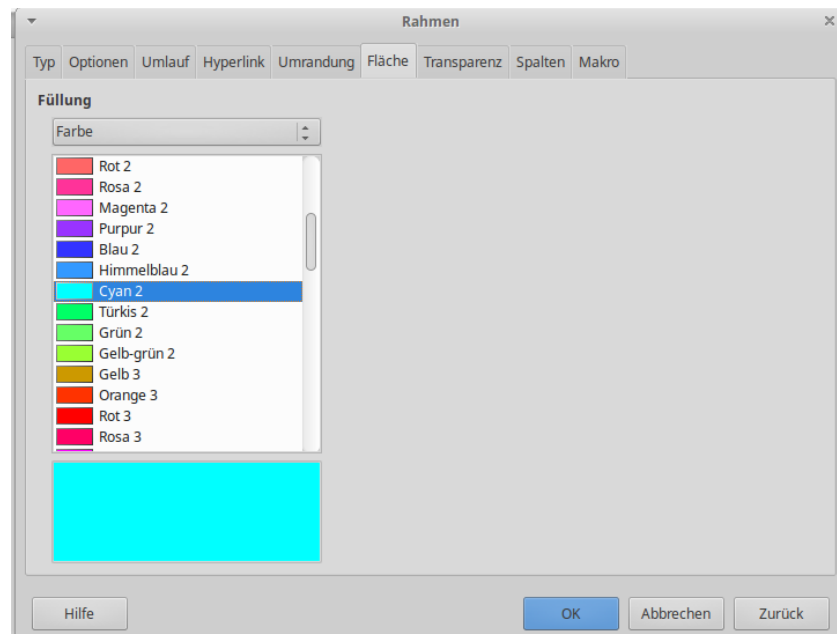 Rahmen
Typ Optionen Umlauf Hyperlink Umrandung Fläche Transparenz Spalten Makro
Füllung
Farbe
Rot 2
Rosa 2
Magenta 2
Purpur 2
Blau 2
Himmelblau 2
Cyan 2
Türkis 2
Grün 2
Gelb-grün 2
Gelb 3
Orange 3
Rot 3
Rosa 3
Hilfe OK Abbrechen Zurück